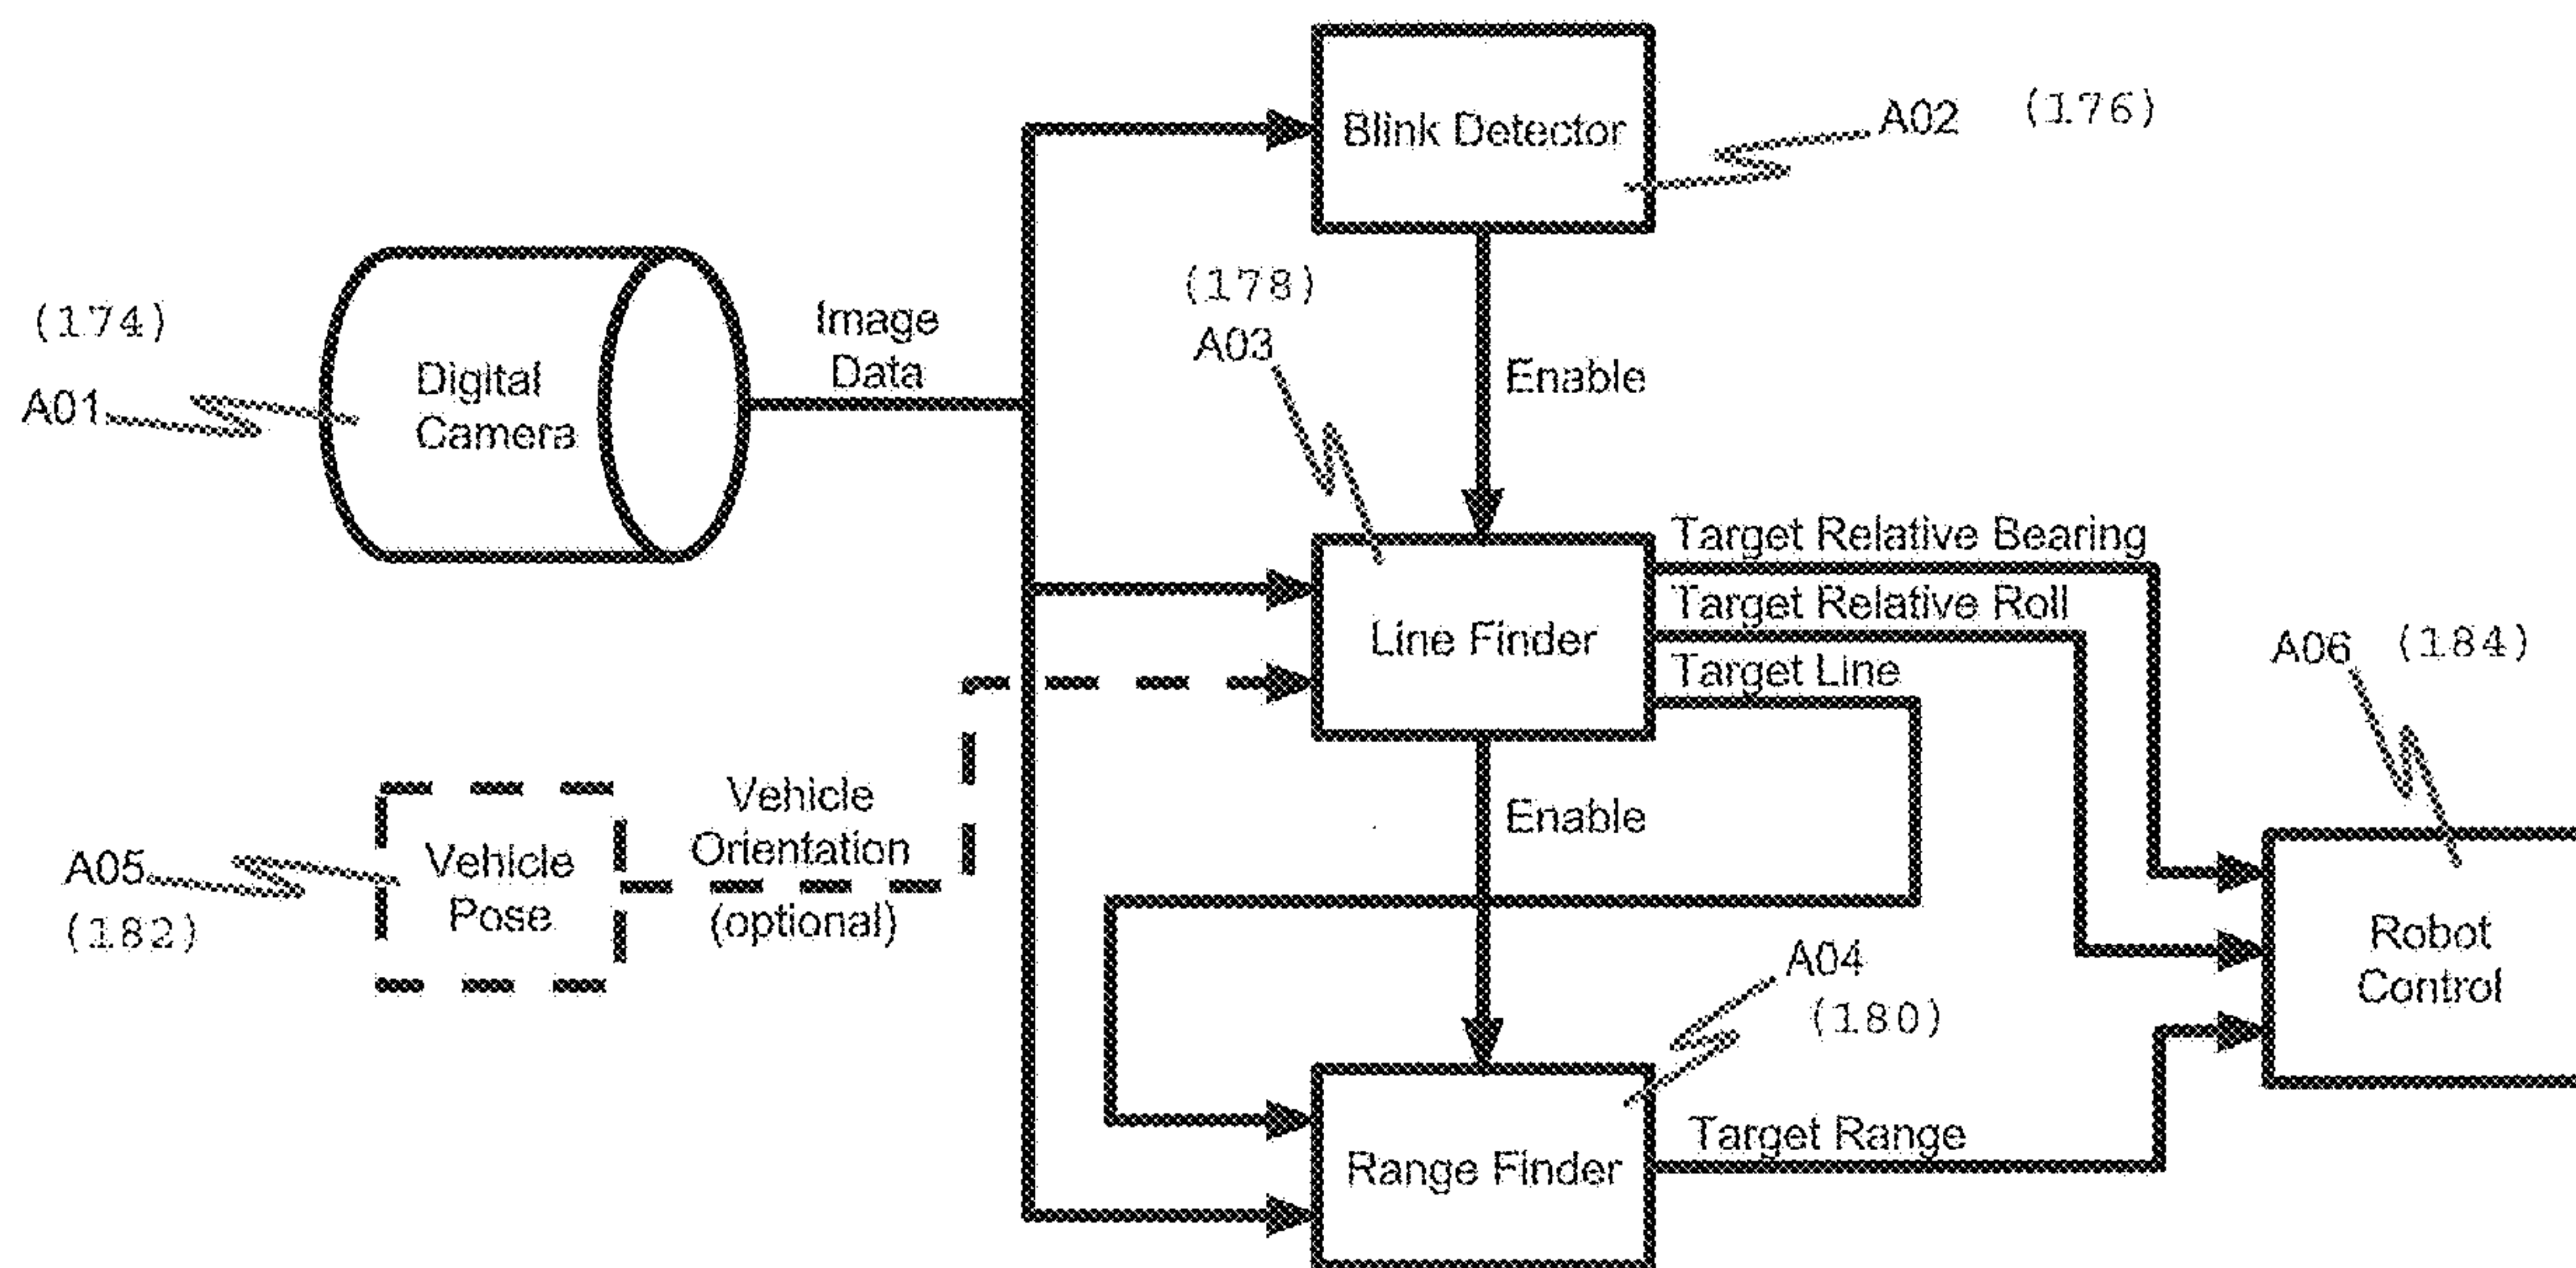 Blink Detector
A02 (176)
(174)
A01
Digital
Camera
Image
Data
(178)
A03
Enable
Target Relative Bearing
Target Relative Roll
Target Line
Line Finder
A06 (184)
Vehicle
Orientation
(optional)
Vehicle
Pose
A05
(182)
Enable
Robot
Control
A04
(180)
Range Finder
Target Range